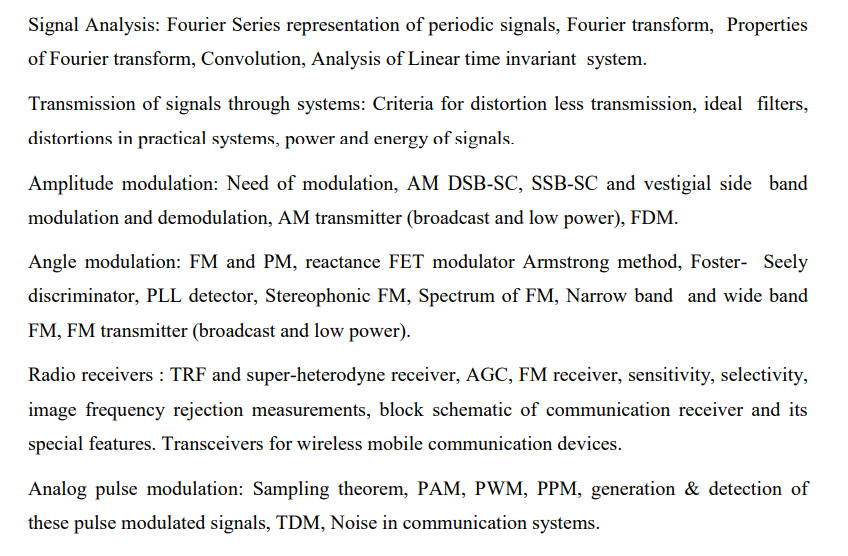 Signal Analysis: Fourier Series representation of periodic signals, Fourier transform, Properties
of Fourier transform, Convolution, Analysis of Linear time invariant system.
Transmission of signals through systems: Criteria for distortion less transmission, ideal filters,
distortions in practical systems, power and energy of signals.
Amplitude modulation: Need of modulation, AM DSB-SC, SSB-SC and vestigial side band
modulation and demodulation, AM transmitter (broadcast and low power), FDM.
Angle modulation: FM and PM, reactance FET modulator Armstrong method, Foster- Seely
discriminator, PLL detector, Stereophonic FM, Spectrum of FM, Narrow band and wide band
FM, FM transmitter (broadcast and low power).
Radio receivers : TRF and super-heterodyne receiver, AGC, FM receiver, sensitivity, selectivity,
image frequency rejection measurements, block schematic of communication receiver and its
special features. Transceivers for wireless mobile communication devices.
Analog pulse modulation: Sampling theorem, PAM, PWM, PPM, generation & detection of
these pulse modulated signals, TDM, Noise in communication systems.